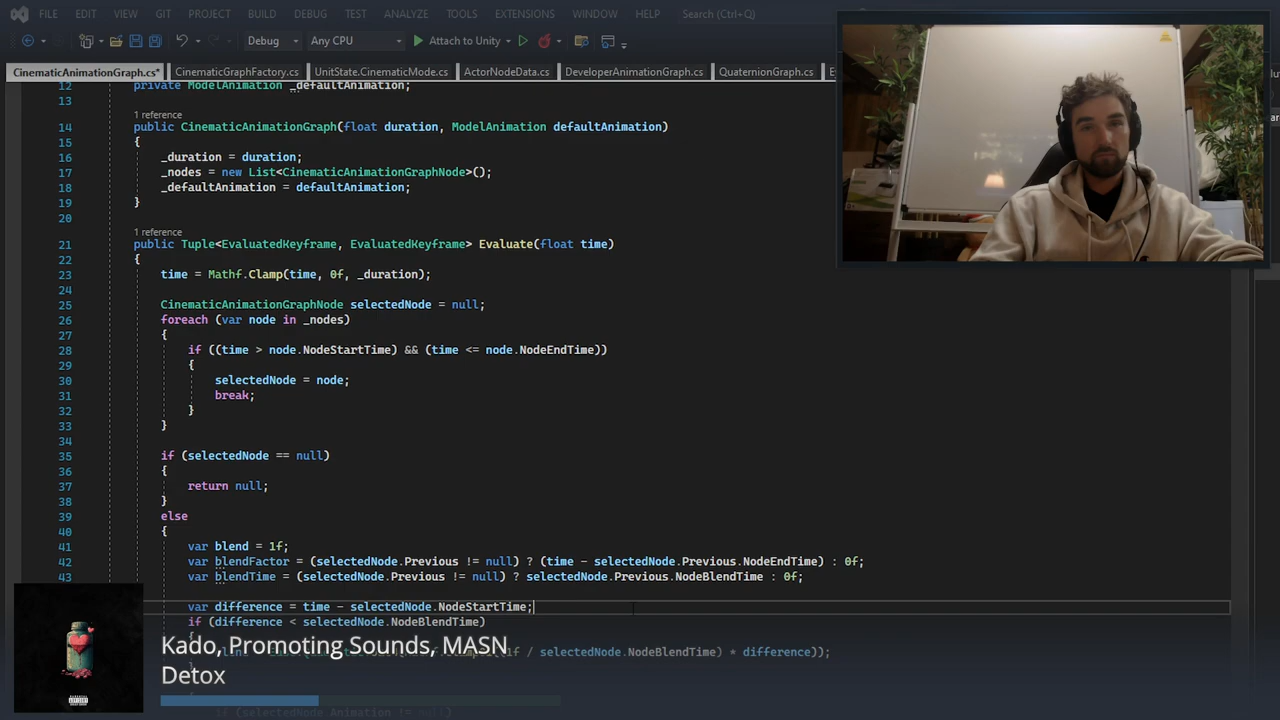 FILE EDIT VIEW GIT PROJECT BUILD DEBUG TEST ANALYZE TOOLS EXTENSIONS WINDOW HELP Search (Ctrl+Q)
Debug Any CPU Attach to Unity
CinematicAnimationGraph.cs* CinematicGraphFactory.cs UnitState.CinematicMode.cs ActorNodeData.cs DeveloperAnimationGraph.cs QuaternionGraph.cs
12 private ModelAnimation _defaultAnimation;
13
1 reference
14 public CinematicAnimationGraph(float duration, ModelAnimation defaultAnimation)
15 {
16 _duration = duration;
17 _nodes = new List<CinematicAnimationGraphNode>();
18 _defaultAnimation = defaultAnimation;
19 }
20
1 reference
21 public Tuple<EvaluatedKeyframe, EvaluatedKeyframe> Evaluate(float time)
22 {
23 time = Mathf.Clamp(time, 0f, _duration);
24
25 CinematicAnimationGraphNode selectedNode = null;
26 foreach (var node in _nodes)
27 {
28 if ((time > node.NodeStartTime) && (time <= node.NodeEndTime))
29 {
30 selectedNode = node;
31 break;
32 }
33 }
34
35 if (selectedNode == null)
36 {
37 return null;
38 }
39 else
40 {
41 var blend = 1f;
42 var blendFactor = (selectedNode.Previous != null) ? (time - selectedNode.Previous.NodeEndTime) : 0f;
43 var blendTime = (selectedNode.Previous != null) ? selectedNode.Previous.NodeBlendTime : 0f;
var difference = time - selectedNode.NodeStartTime;
if (difference < selectedNode.NodeBlendTime)
Kado, Promoting Sounds, MASN
/ selectedNode.NodeBlendTime) * difference));
Detox
if (selectedNode.Animation != null)